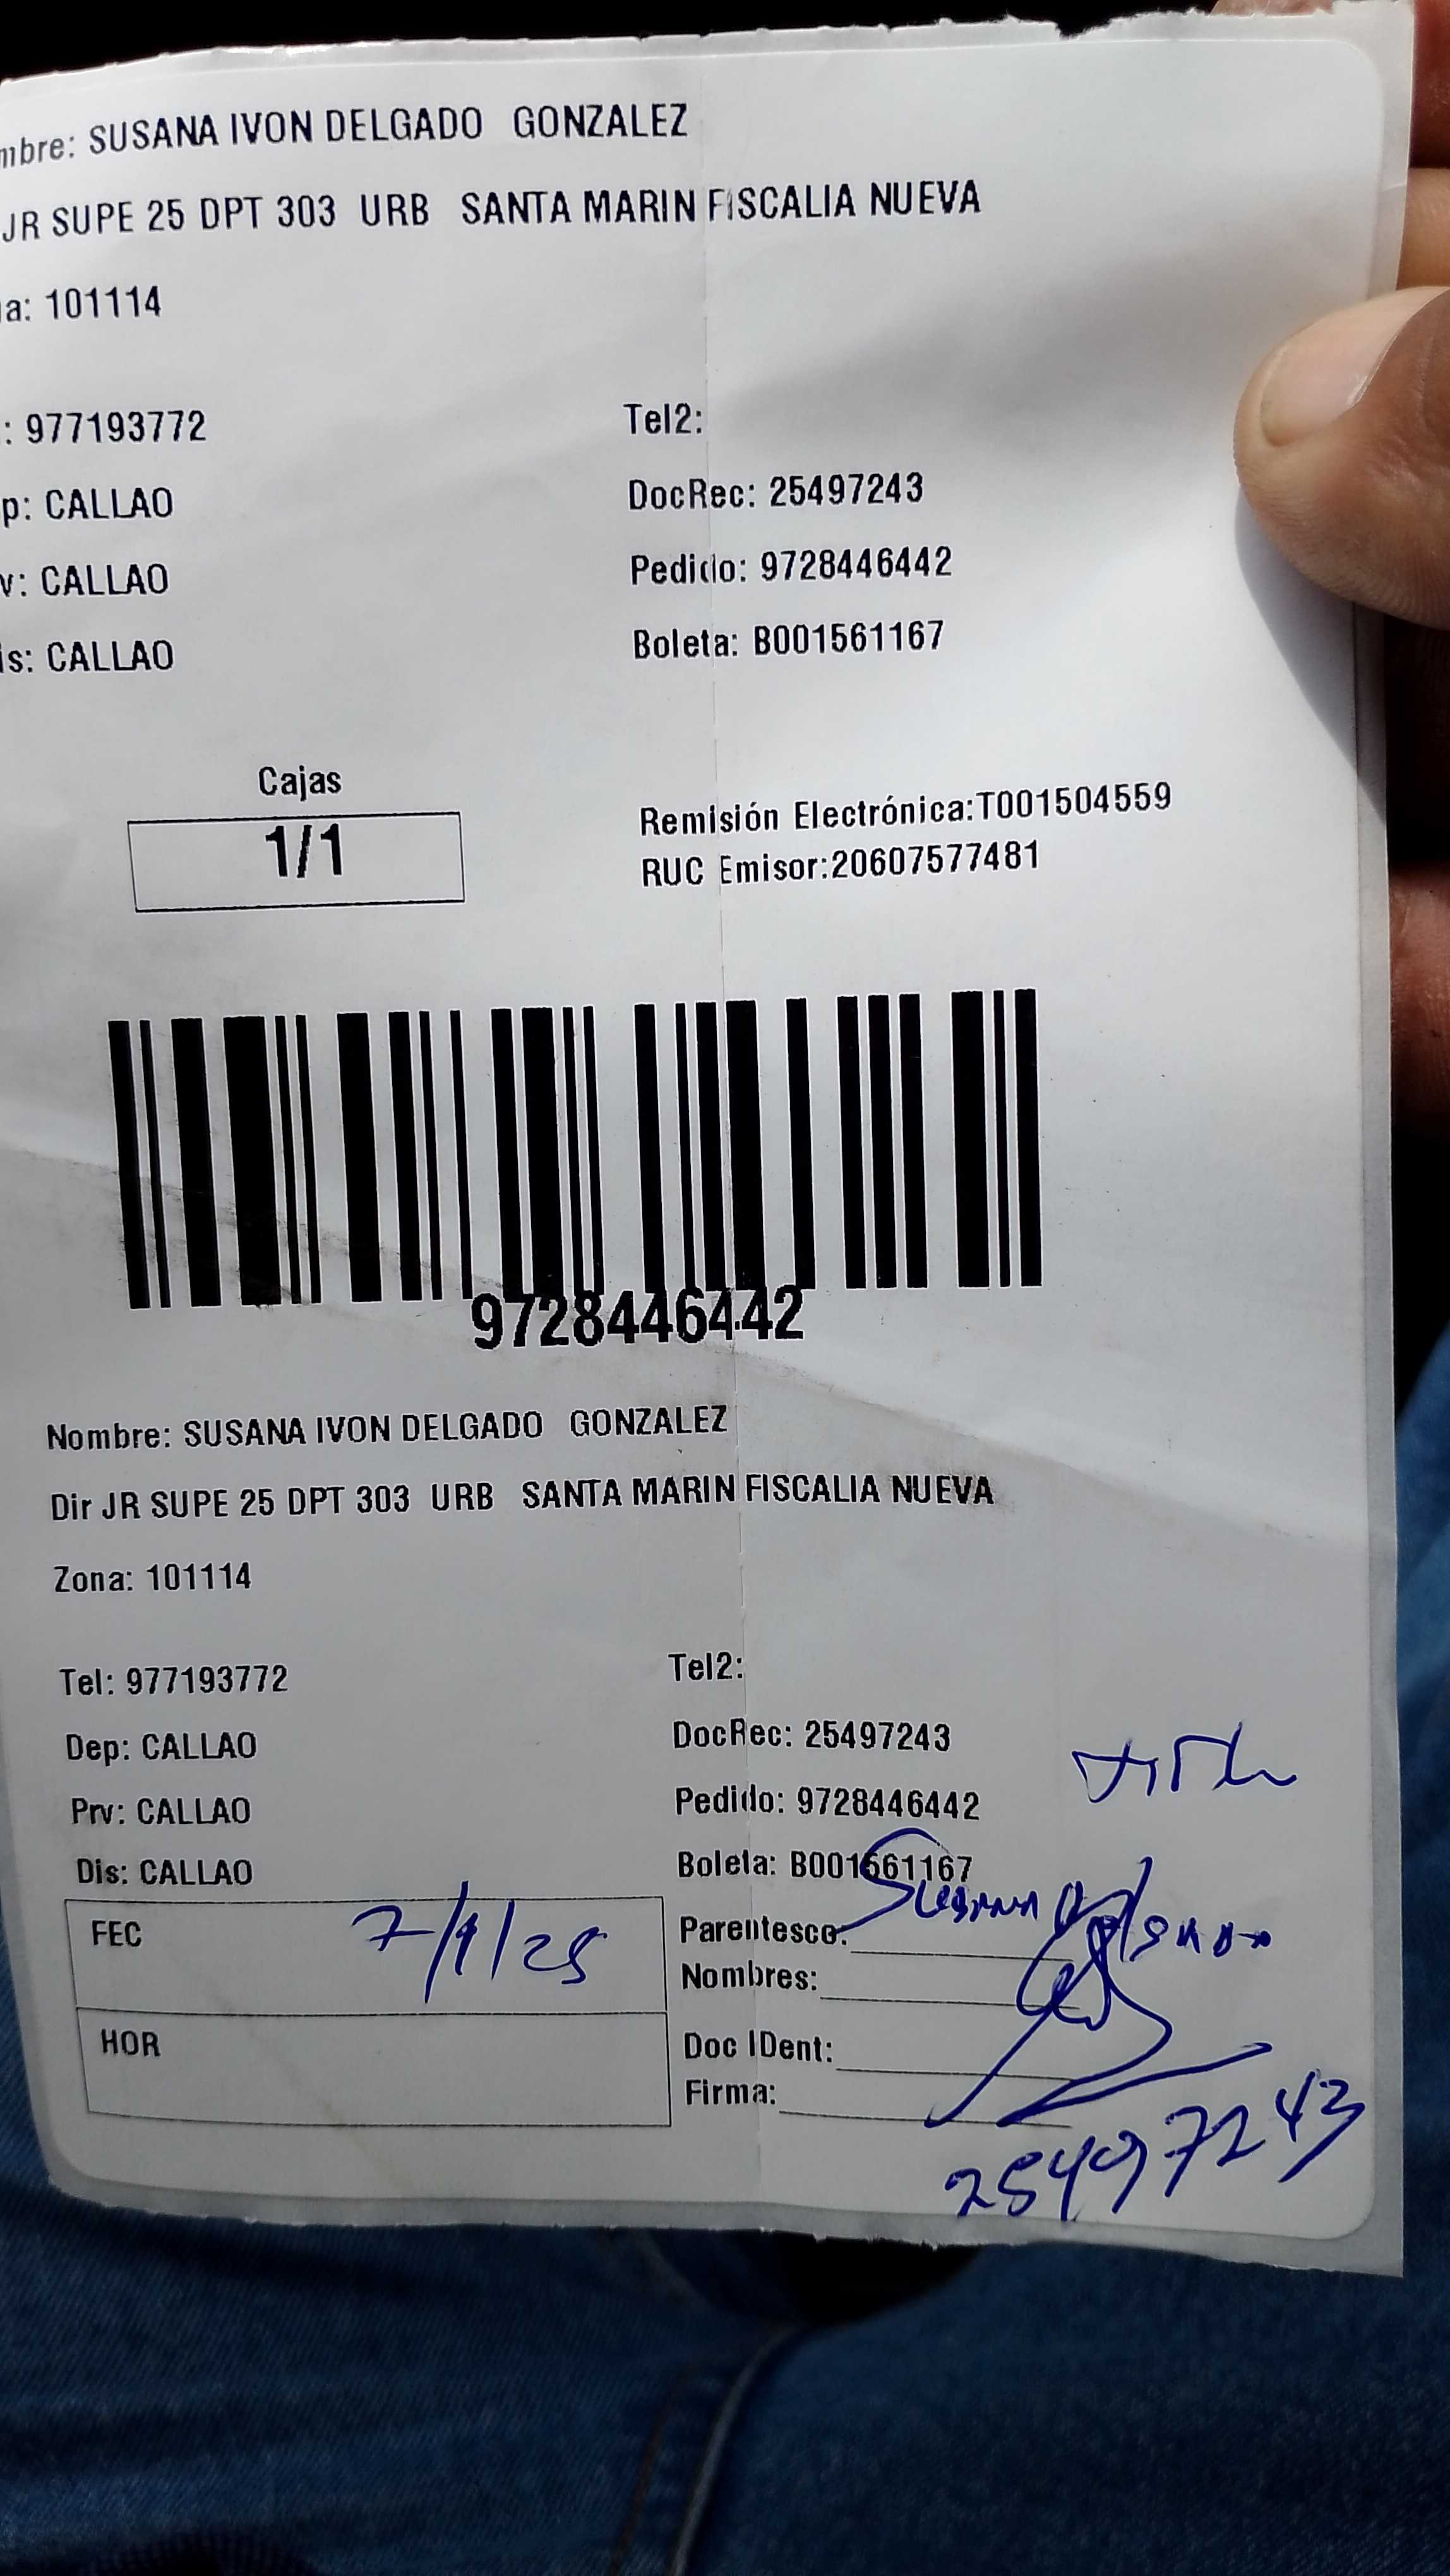 mbre: SUSANA IVON DELGADO GONZALEZ
JR SUPE 25 DPT 303 URB SANTA MARIN FISCALIA NUEVA
a: 101114
: 977193772
Tel2:
p: CALLAO
DocRec: 25497243
v: CALLAO
Pedido: 9728446442
is: CALLAO
Boleta: B001561167
Cajas
1/1
Remisión Electrónica:T001504559
RUC Emisor:20607577481
9728446442
Nombre: SUSANA IVON DELGADO GONZALEZ
Dir JR SUPE 25 DPT 303 URB SANTA MARIN FISCALIA NUEVA
Zona: 101114
Tel: 977193772
Tel2:
Dep: CALLAO
DocRec: 25497243
Prv: CALLAO
Pedido: 9728446442
Dis: CALLAO
Boleta: B001561167
FEC 7/1/25
Parentesco: Susana
Nombres:
HOR
Doc IDent:
Firma:
25497243